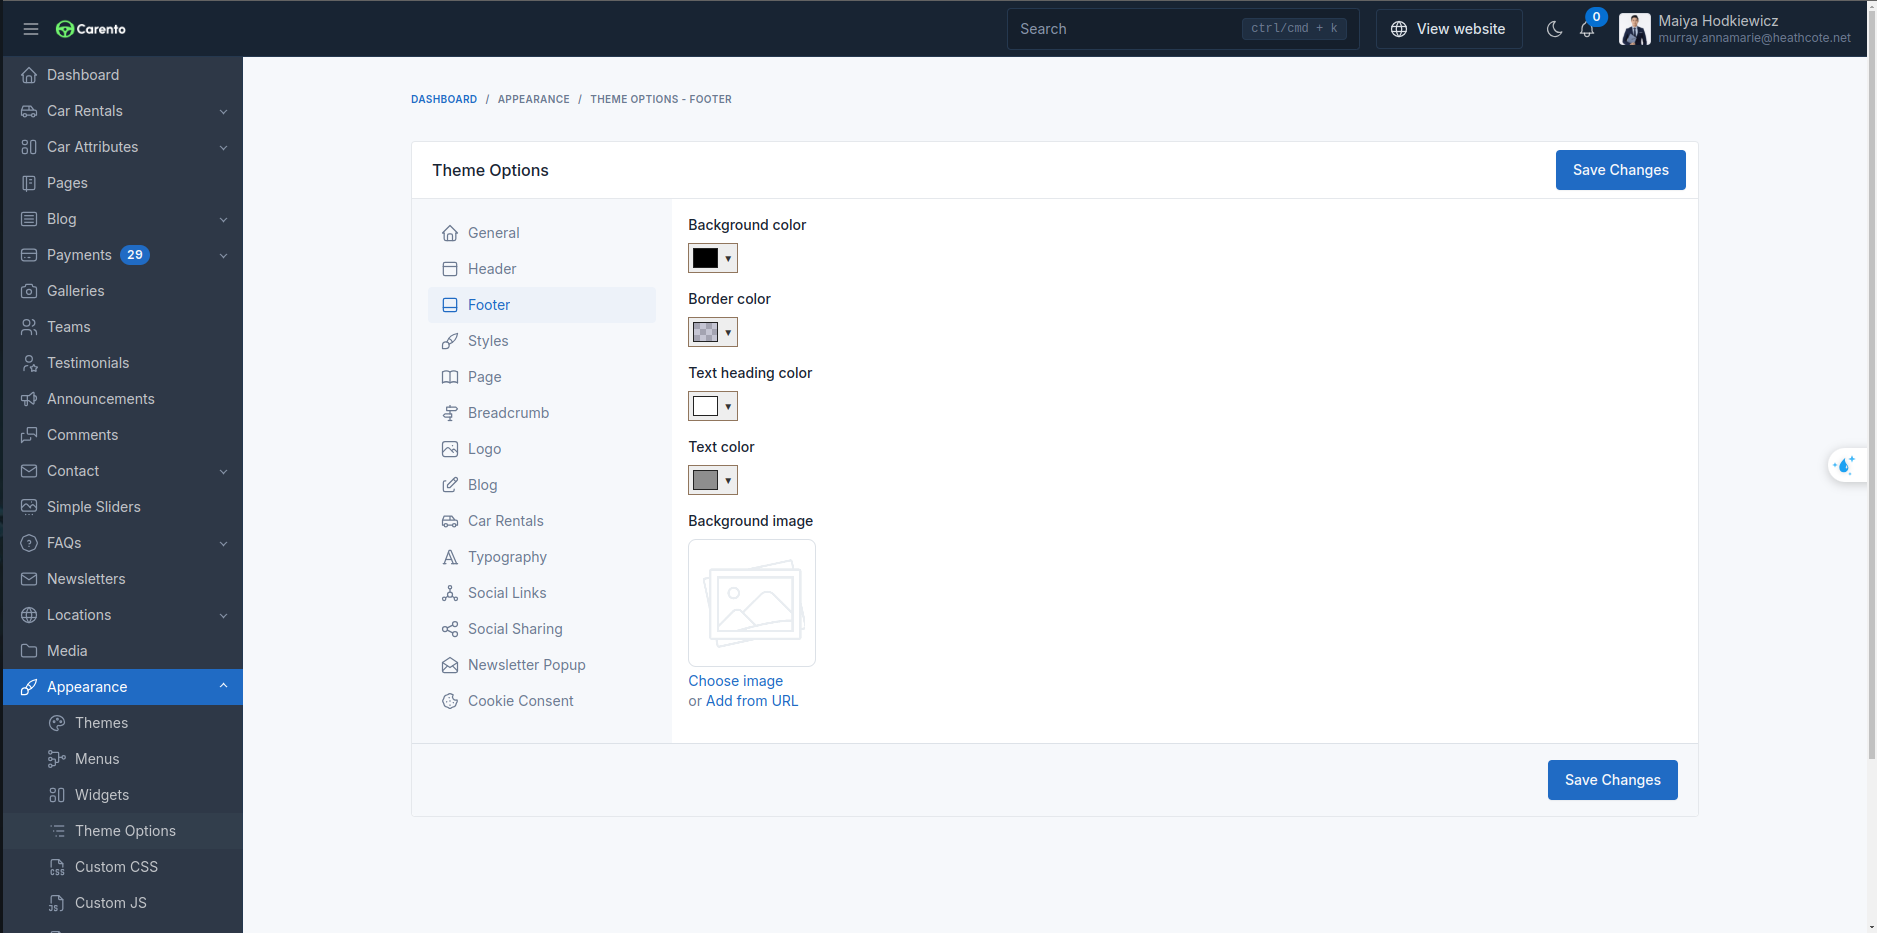 Carento
Search ctrl/cmd + k
View website
0
Maiya Hodkiewicz
murray.annamarie@heathcote.net
Dashboard
Car Rentals
Car Attributes
Pages
Blog
Payments 29
Galleries
Teams
Testimonials
Announcements
Comments
Contact
Simple Sliders
FAQs
Newsletters
Locations
Media
Appearance
Themes
Menus
Widgets
Theme Options
Custom CSS
Custom JS
DASHBOARD / APPEARANCE / THEME OPTIONS - FOOTER
Theme Options
Save Changes
General
Header
Footer
Styles
Page
Breadcrumb
Logo
Blog
Car Rentals
Typography
Social Links
Social Sharing
Newsletter Popup
Cookie Consent
Background color
Border color
Text heading color
Text color
Background image
Choose image
or Add from URL
Save Changes